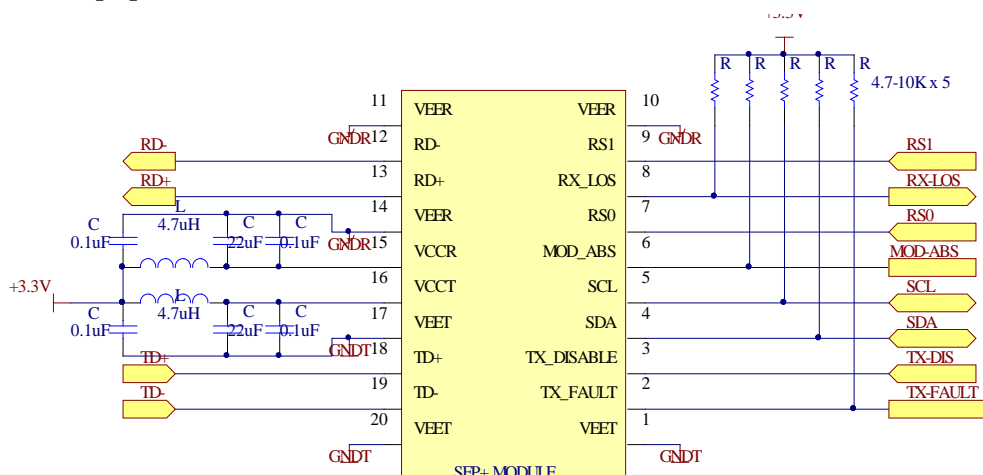 +3.3V
R R R R R
4.7-10K x 5
11 VEER VEER 10
GNDR GNDR
RD- 12 RD- RS1 9 RS1
RD+ 13 RD+ RX_LOS 8 RX-LOS
L
4.7uH
14 VEER RS0 7 RS0
C 0.1uF C 22uF C 0.1uF
GNDR
15 VCCR MOD_ABS 6 MOD-ABS
+3.3V
16 VCCT SCL 5 SCL
L
4.7uH
C 0.1uF C 22uF C 0.1uF
17 VEET SDA 4 SDA
GNDT
TD+ 18 TD+ TX_DISABLE 3 TX-DIS
TD- 19 TD- TX_FAULT 2 TX-FAULT
20 VEET VEET 1
GNDT GNDT
SFP+ MODULE